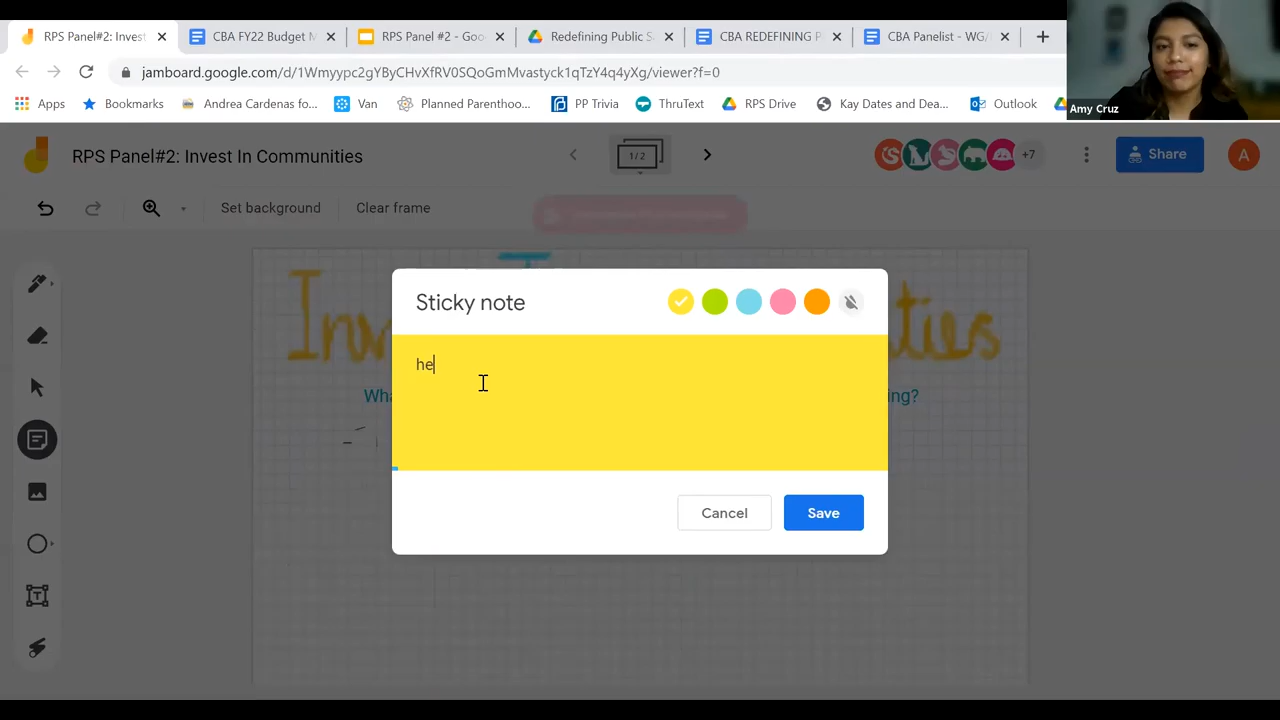 RPS Panel#2: Invest
CBA FY22 Budget M
RPS Panel #2 - Goo
Redefining Public S
CBA REDEFINING P
CBA Panelist - WG/
jamboard.google.com/d/1Wmyypc2gYByCHvXfRV0SQoGmMvastyck1qTzY4q4yXg/viewer?f=0
Apps
Bookmarks
Andrea Cardenas fo...
Van
Planned Parenthoo...
PP Trivia
ThruText
RPS Drive
Kay Dates and Dea...
Outlook
Amy Cruz
RPS Panel#2: Invest In Communities
1/2
+7
Share
A
Set background
Clear frame
Sticky note
he
Cancel
Save